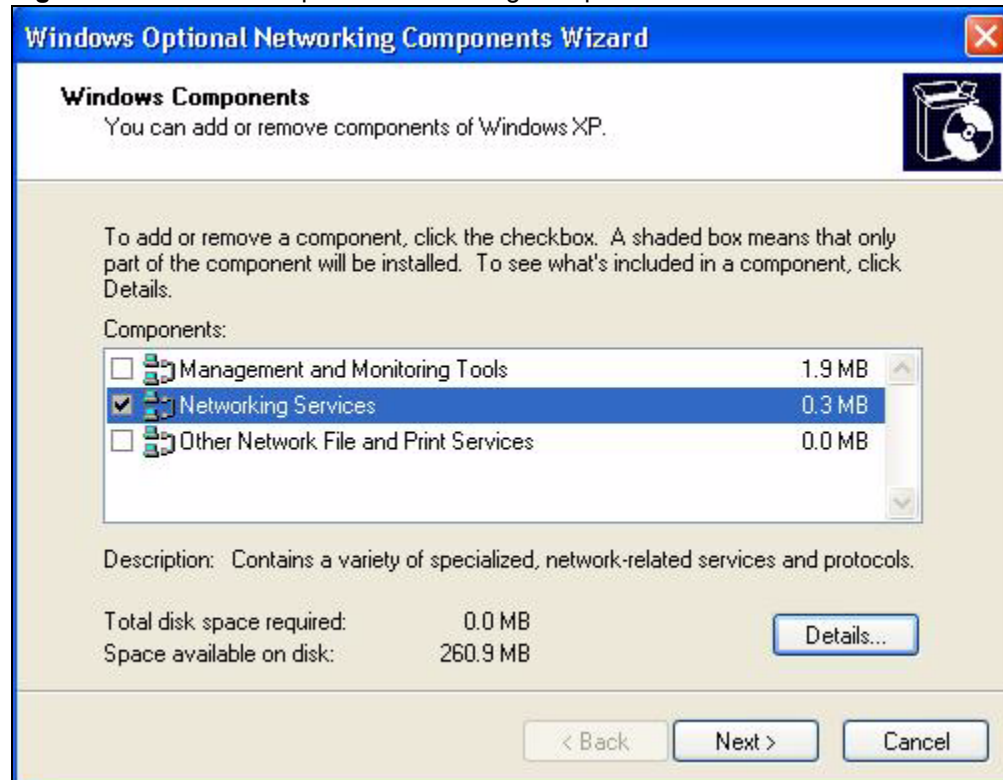 Windows Optional Networking Components Wizard
Windows Components
You can add or remove components of Windows XP.
To add or remove a component, click the checkbox. A shaded box means that only
part of the component will be installed. To see what's included in a component, click
Details.
Components:
Management and Monitoring Tools 1.9 MB
Networking Services 0.3 MB
Other Network File and Print Services 0.0 MB
Description: Contains a variety of specialized, network-related services and protocols.
Total disk space required: 0.0 MB
Space available on disk: 260.9 MB
Details...
< Back Next > Cancel